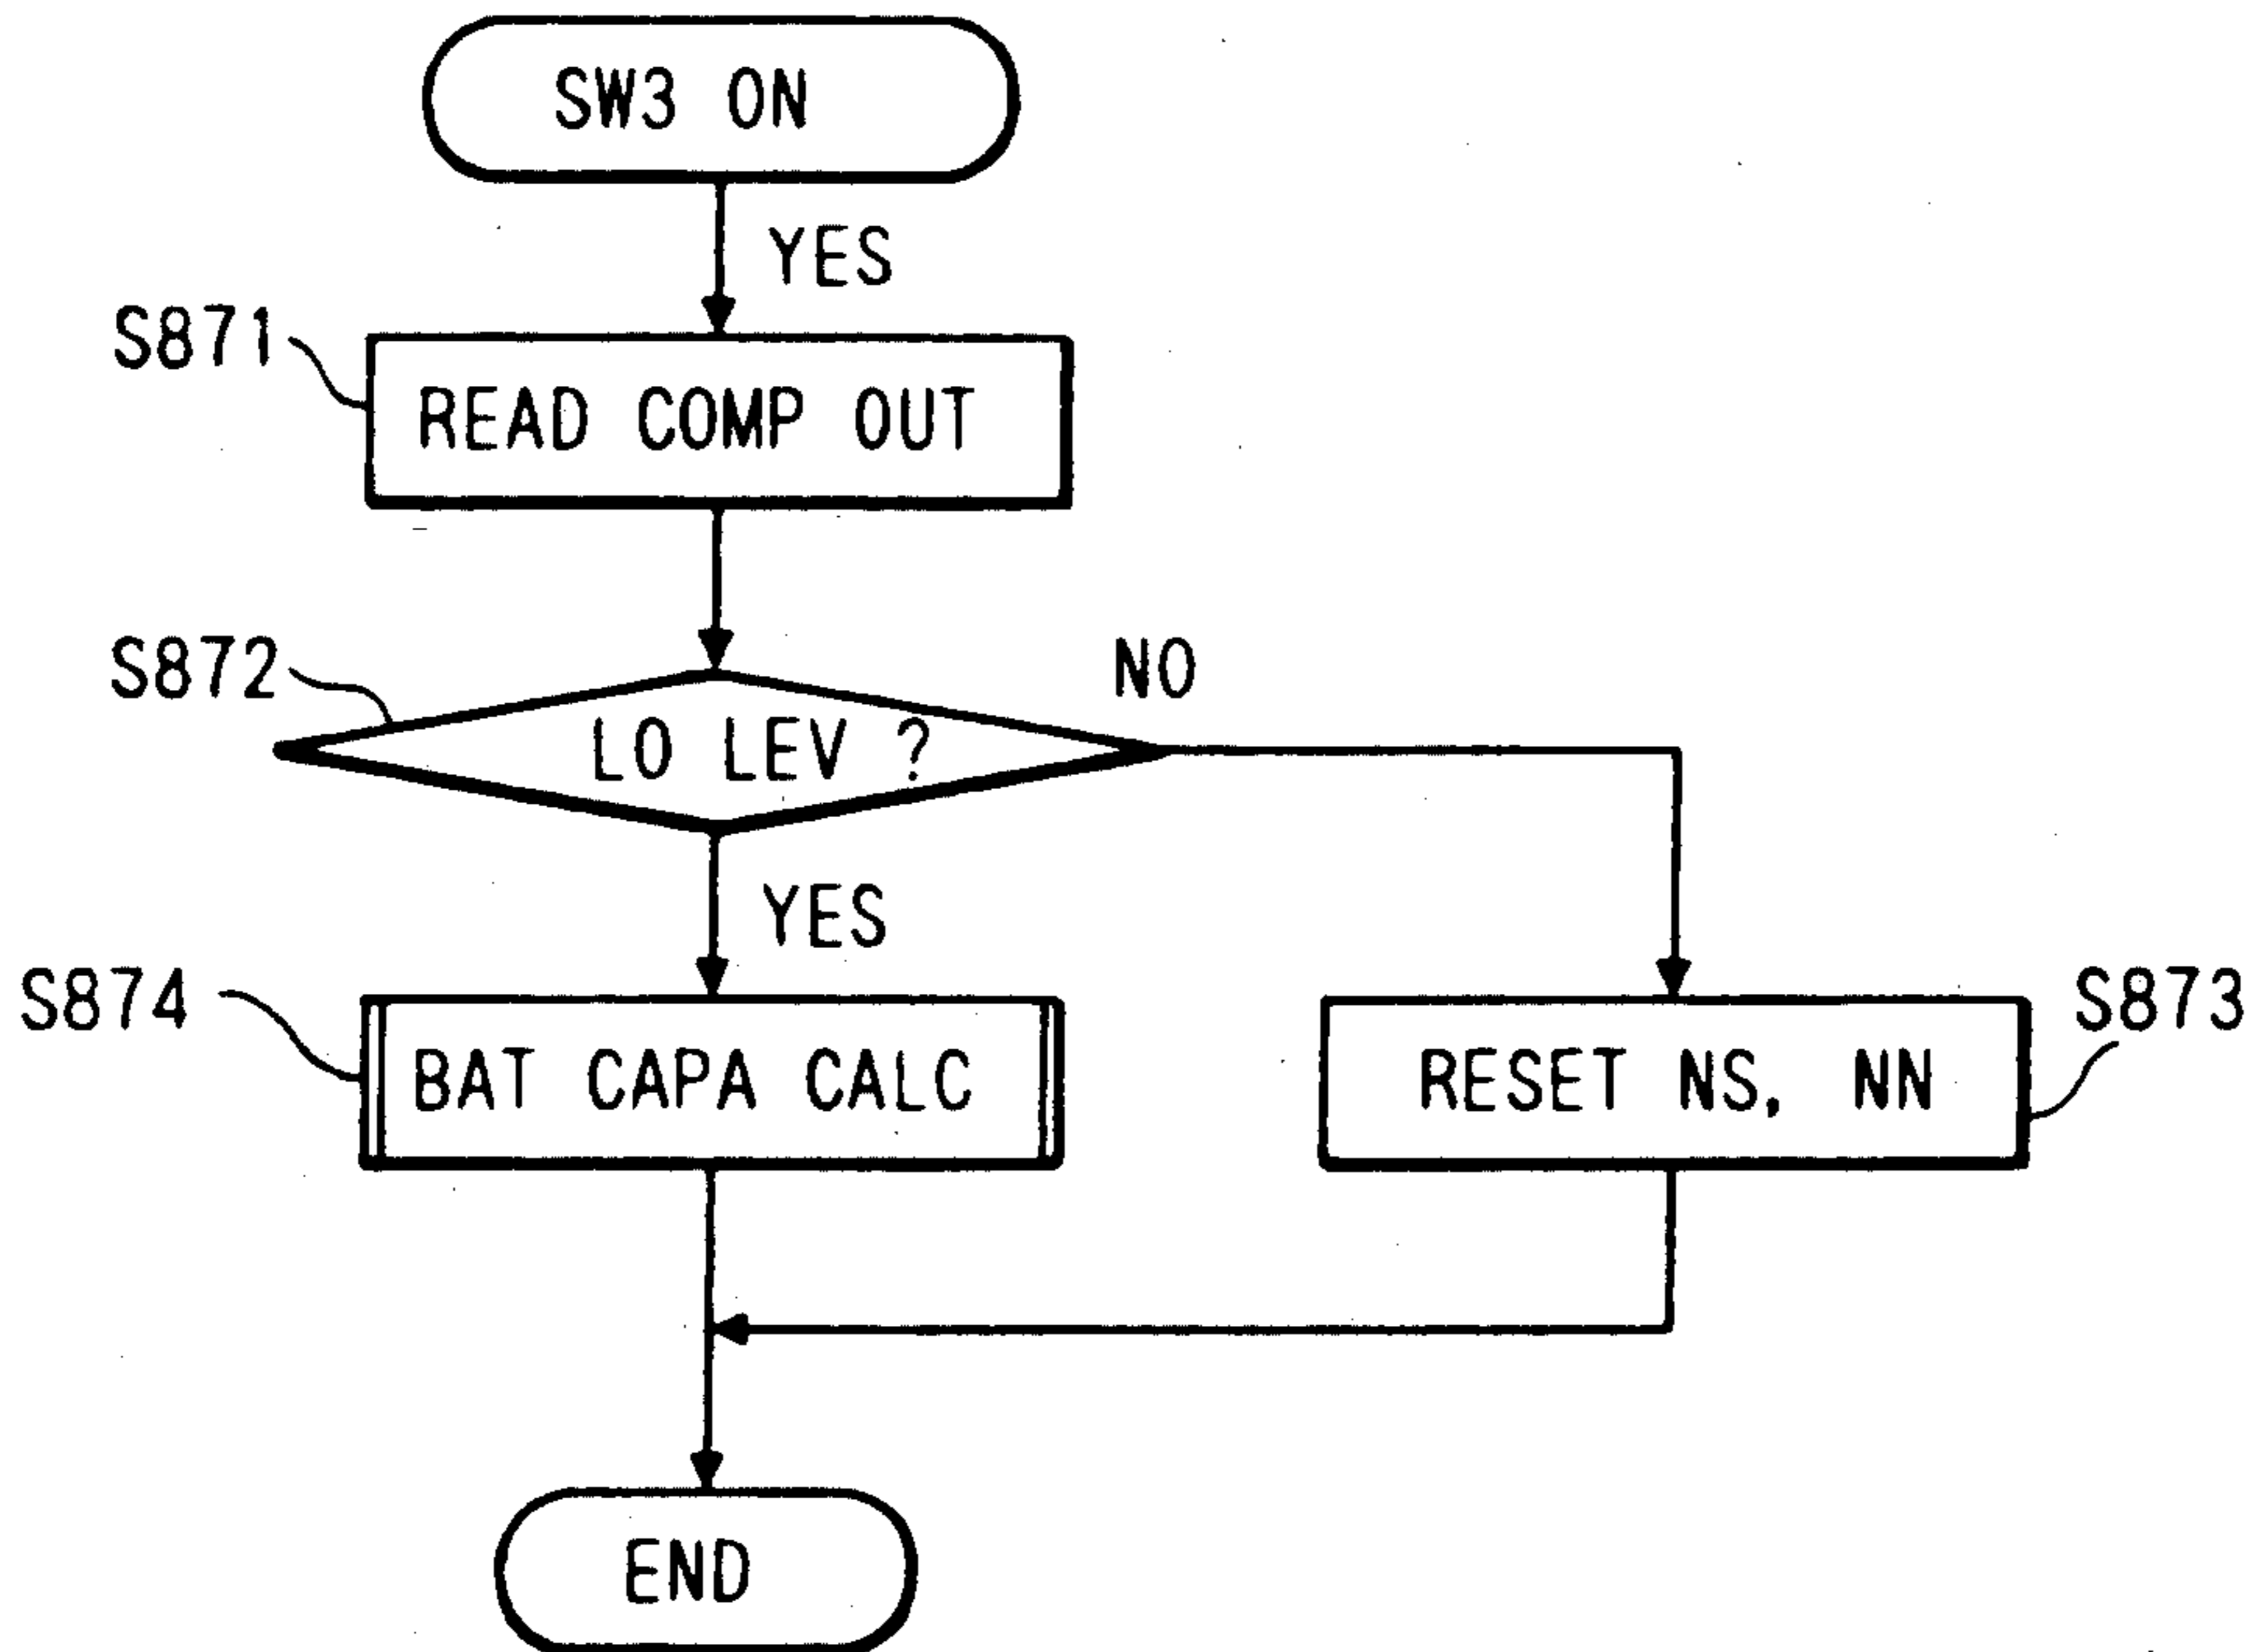 SW3 ON
YES
S871
READ COMP OUT
S872
LO LEV ?
NO
YES
S874
BAT CAPA CALC
RESET NS, NN
S873
END